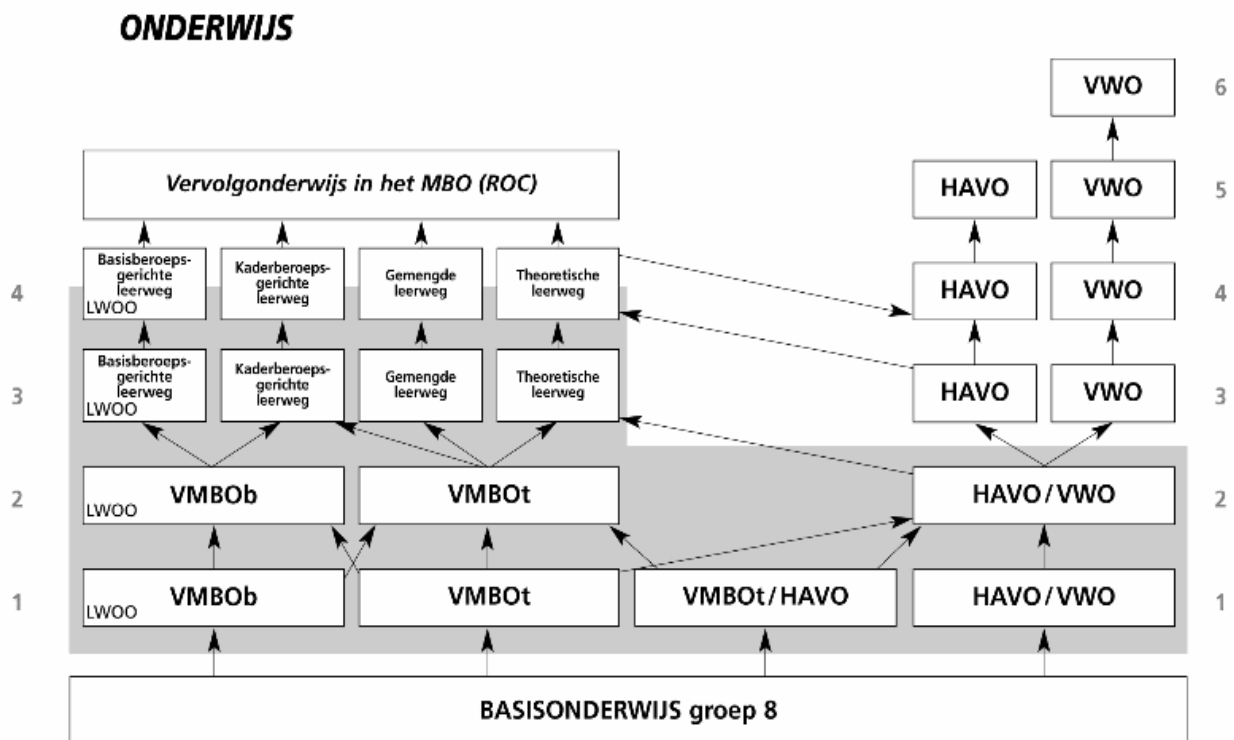 ONDERWIJS
VWO
6
Vervolgonderwijs in het MBO (ROC)
HAVO
VWO
5
4
Basisberoeps-
gerichte
leerweg
LWOO
Kaderberoeps-
gerichte
leerweg
Gemengde
leerweg
Theoretische
leerweg
HAVO
VWO
4
3
Basisberoeps-
gerichte
leerweg
LWOO
Kaderberoeps-
gerichte
leerweg
Gemengde
leerweg
Theoretische
leerweg
HAVO
VWO
3
2
LWOO
VMBOb
VMBOt
HAVO/VWO
2
1
LWOO
VMBOb
VMBOt
VMBOt/HAVO
HAVO/VWO
1
BASISONDERWIJS groep 8